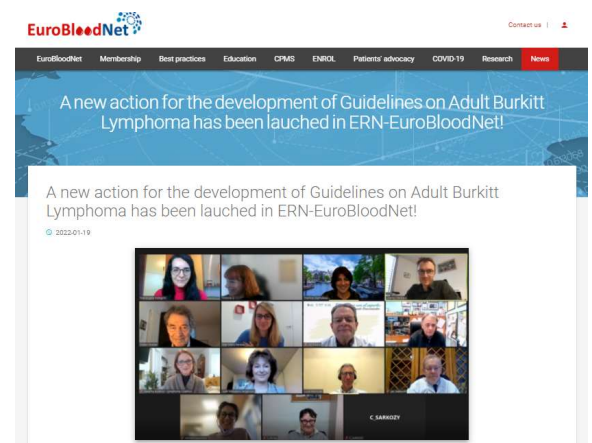 EuroBloodNet
Contact us |
EuroBloodNet Membership Best practices Education CPMS ENROL Patients' advocacy COVID-19 Research News
A new action for the development of Guidelines on Adult Burkitt
Lymphoma has been lauched in ERN-EuroBloodNet!
A new action for the development of Guidelines on Adult Burkitt
Lymphoma has been lauched in ERN-EuroBloodNet!
2022-01-19
C_SARKOZY